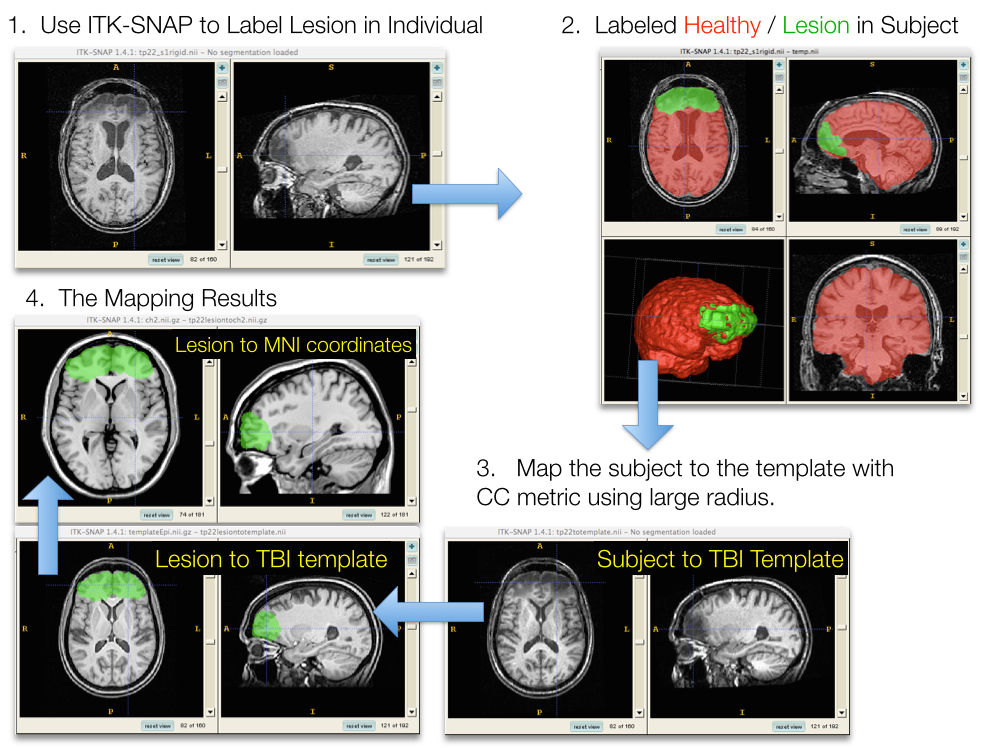 1. Use ITK-SNAP to Label Lesion in Individual
ITK-SNAP 1.4.1: tp22_s1rigid.nii – No segmentation loaded
A
R
L
P
reset view 82 of 160
S
A
P
I
reset view 121 of 192
2. Labeled Healthy / Lesion in Subject
ITK-SNAP 1.4.1: tp22_s1rigid.nii – temp.nii
A
R
L
P
reset view 84 of 160
S
A
P
I
reset view 89 of 192
S
R
L
I
3. Map the subject to the template with
CC metric using large radius.
ITK-SNAP 1.4.1: tp22totemplate.nii – No segmentation loaded
Subject to TBI Template
A
R
L
P
reset view 82 of 160
A
P
I
reset view 121 of 192
4. The Mapping Results
ITK-SNAP 1.4.1: ch2.nii.gz – tp22lesiontoch2.nii.gz
Lesion to MNI coordinates
A
R
L
P
reset view 74 of 181
A
P
I
reset view 122 of 181
ITK-SNAP 1.4.1: templateEpi.nii.gz – tp22lesiontotemplate.nii
Lesion to TBI template
A
R
L
P
reset view 82 of 160
A
P
I
reset view 121 of 192